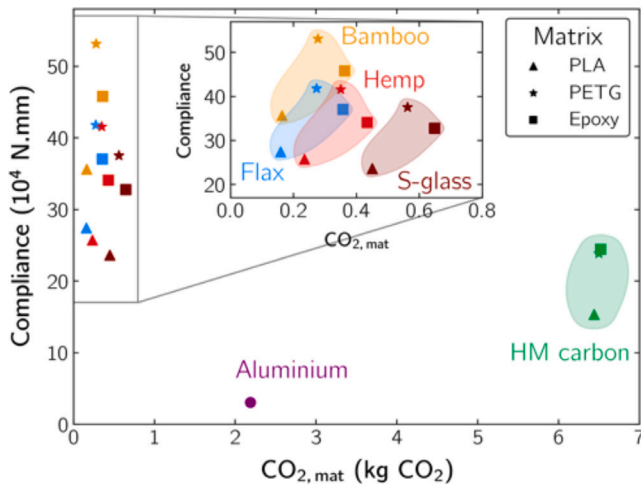 Compliance (10⁴ N.mm)
50
40
30
20
10
0
0
1
2
3
4
5
6
7
CO₂,mat (kg CO₂)
Compliance
50
40
30
20
0.0
0.2
0.4
0.6
0.8
CO₂,mat
Bamboo
Hemp
Flax
S-glass
Matrix
PLA
PETG
Epoxy
Aluminium
HM carbon